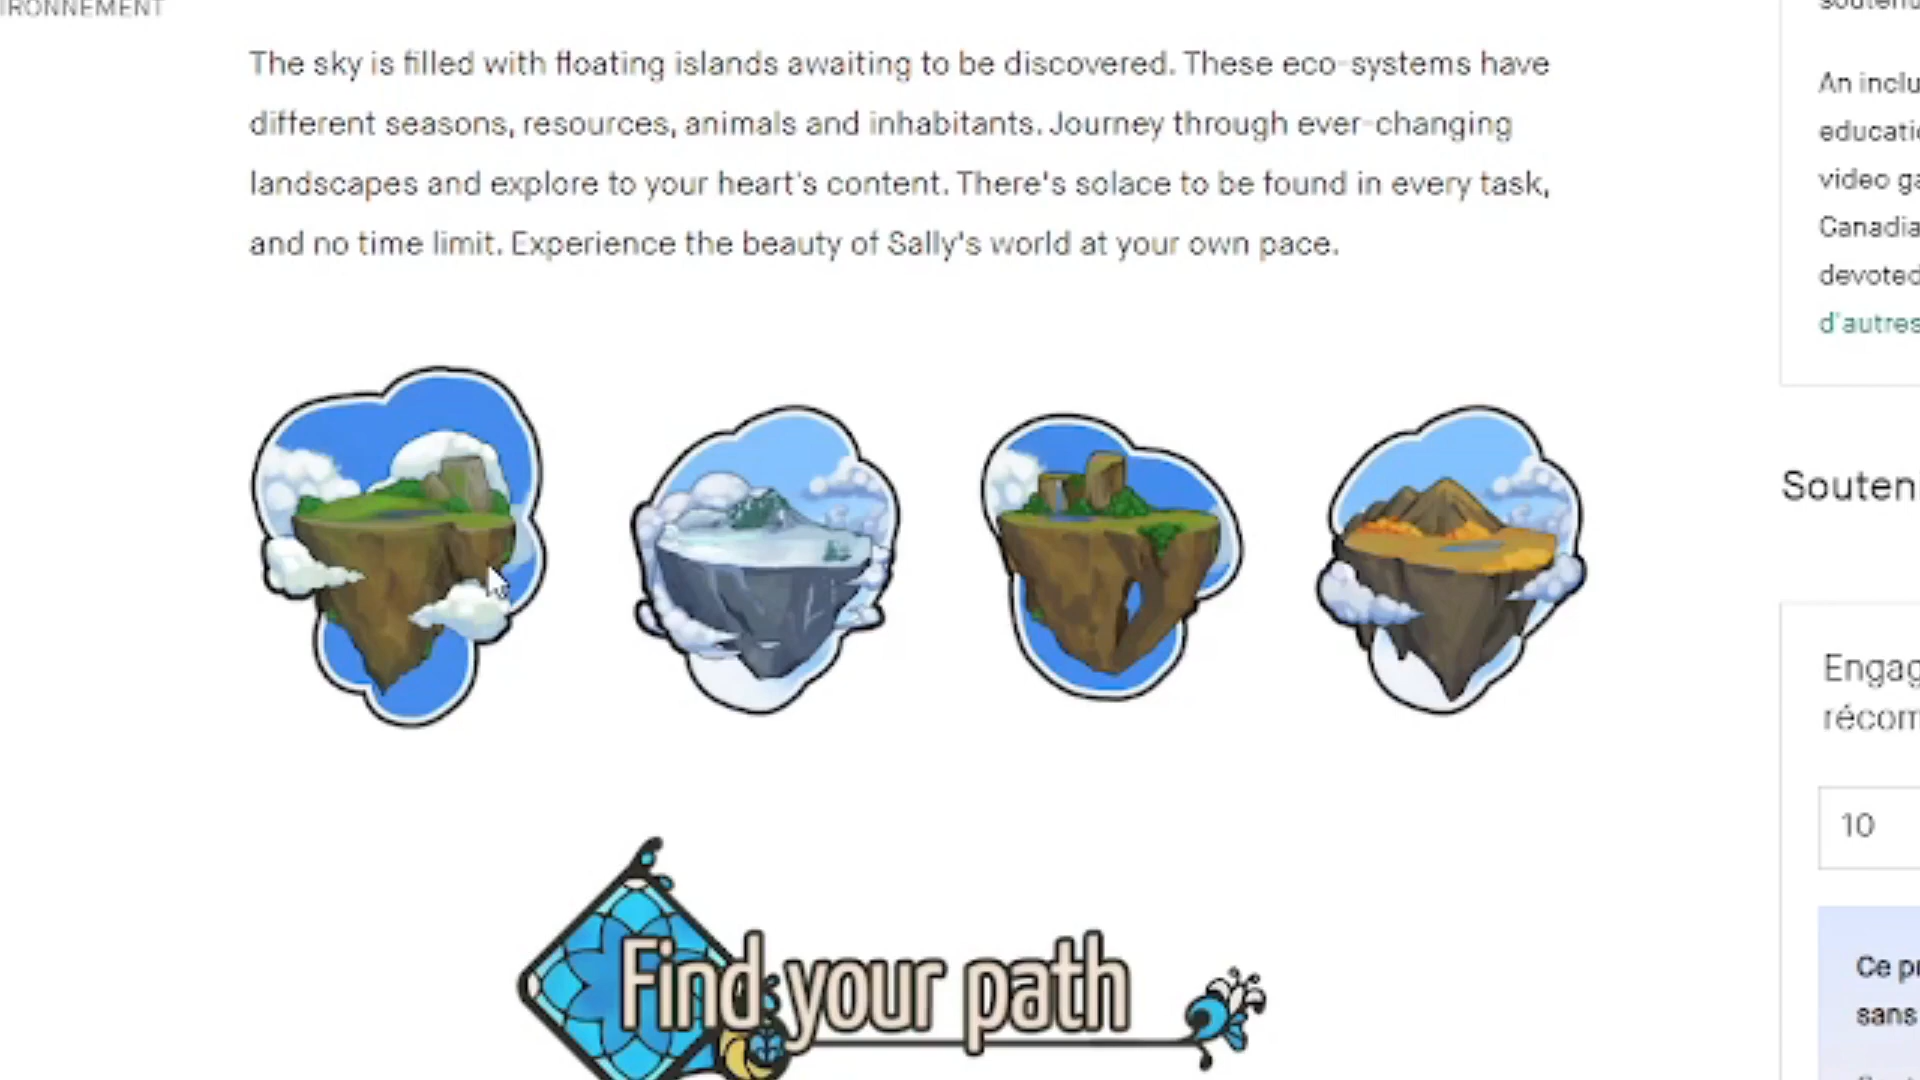 The sky is filled with floating islands awaiting to be discovered. These eco-systems have
different seasons, resources, animals and inhabitants. Journey through ever-changing
landscapes and explore to your heart's content. There's solace to be found in every task,
and no time limit. Experience the beauty of Sally's world at your own pace.
Find your path
An inclu
educatio
video ga
Canadia
devoted
d'autres
Souteni
Engag
récom
10
Ce pr
sans